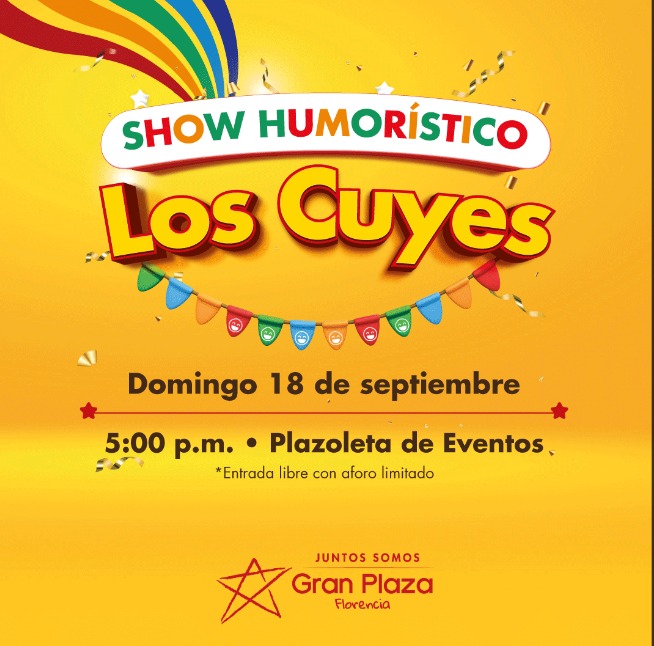 SHOW HUMORÍSTICO
Los Cuyes
Domingo 18 de septiembre
5:00 p.m. • Plazoleta de Eventos
*Entrada libre con aforo limitado
JUNTOS SOMOS
Gran Plaza
Florencia